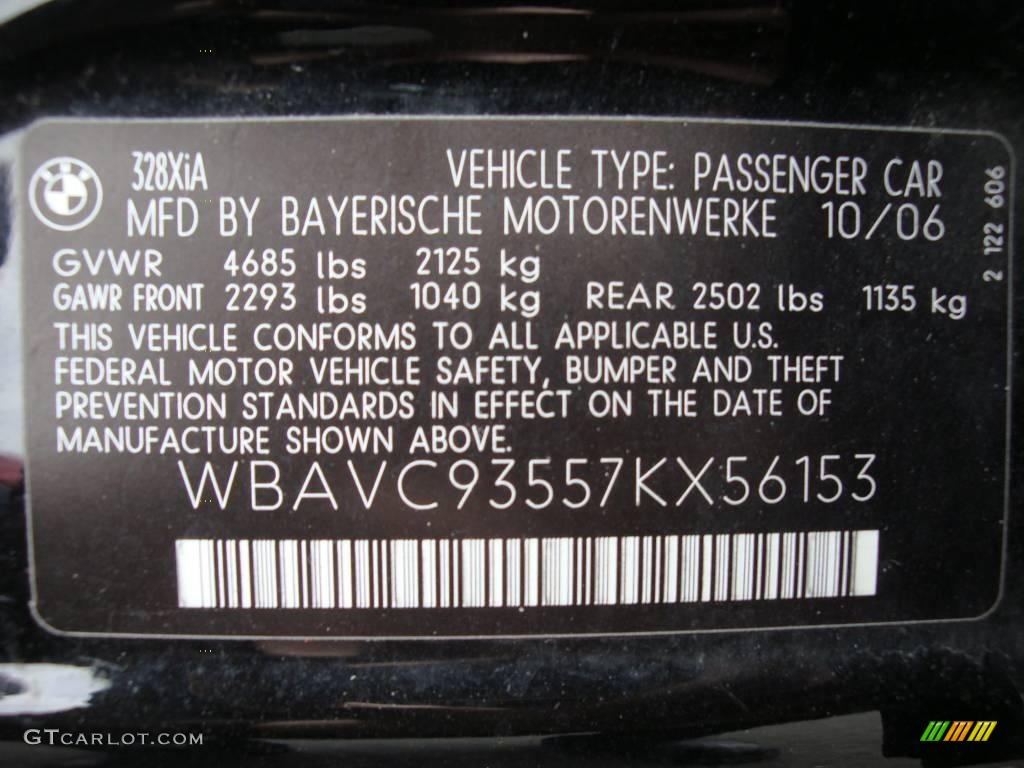 328XiA VEHICLE TYPE: PASSENGER CAR
MFD BY BAYERISCHE MOTORENWERKE 10/06
GVWR 4685 lbs 2125 kg
GAWR FRONT 2293 lbs 1040 kg REAR 2502 lbs 1135 kg
THIS VEHICLE CONFORMS TO ALL APPLICABLE U.S.
FEDERAL MOTOR VEHICLE SAFETY, BUMPER AND THEFT
PREVENTION STANDARDS IN EFFECT ON THE DATE OF
MANUFACTURE SHOWN ABOVE.
WBAVC93557KX56153
2 122 606
GTCARLOT.COM